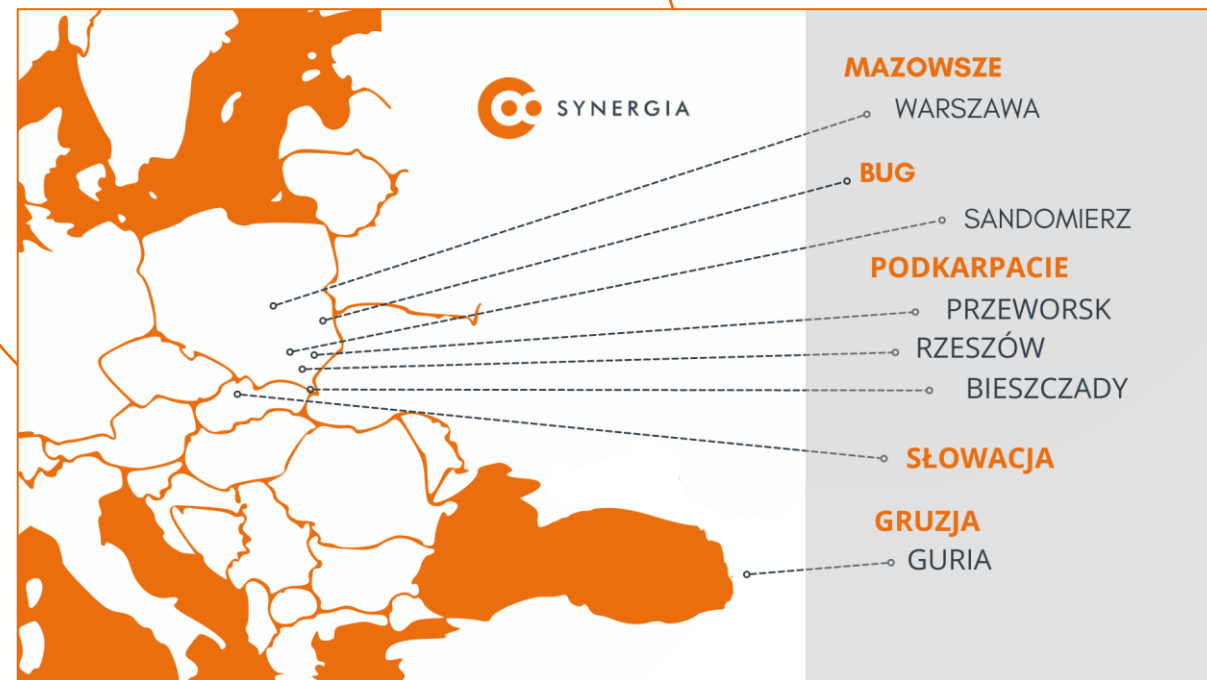 SYNERGIA
MAZOWSZE
WARSZAWA
BUG
SANDOMIERZ
PODKARPACIE
PRZEWORSK
RZESZÓW
BIESZCZADY
SŁOWACJA
GRUZJA
GURIA